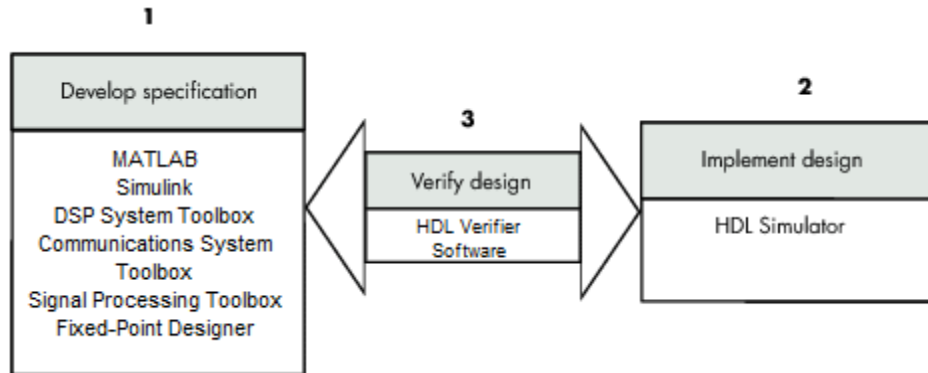 1
Develop specification
MATLAB
Simulink
DSP System Toolbox
Communications System
Toolbox
Signal Processing Toolbox
Fixed-Point Designer
3
Verify design
HDL Verifier
Software
2
Implement design
HDL Simulator